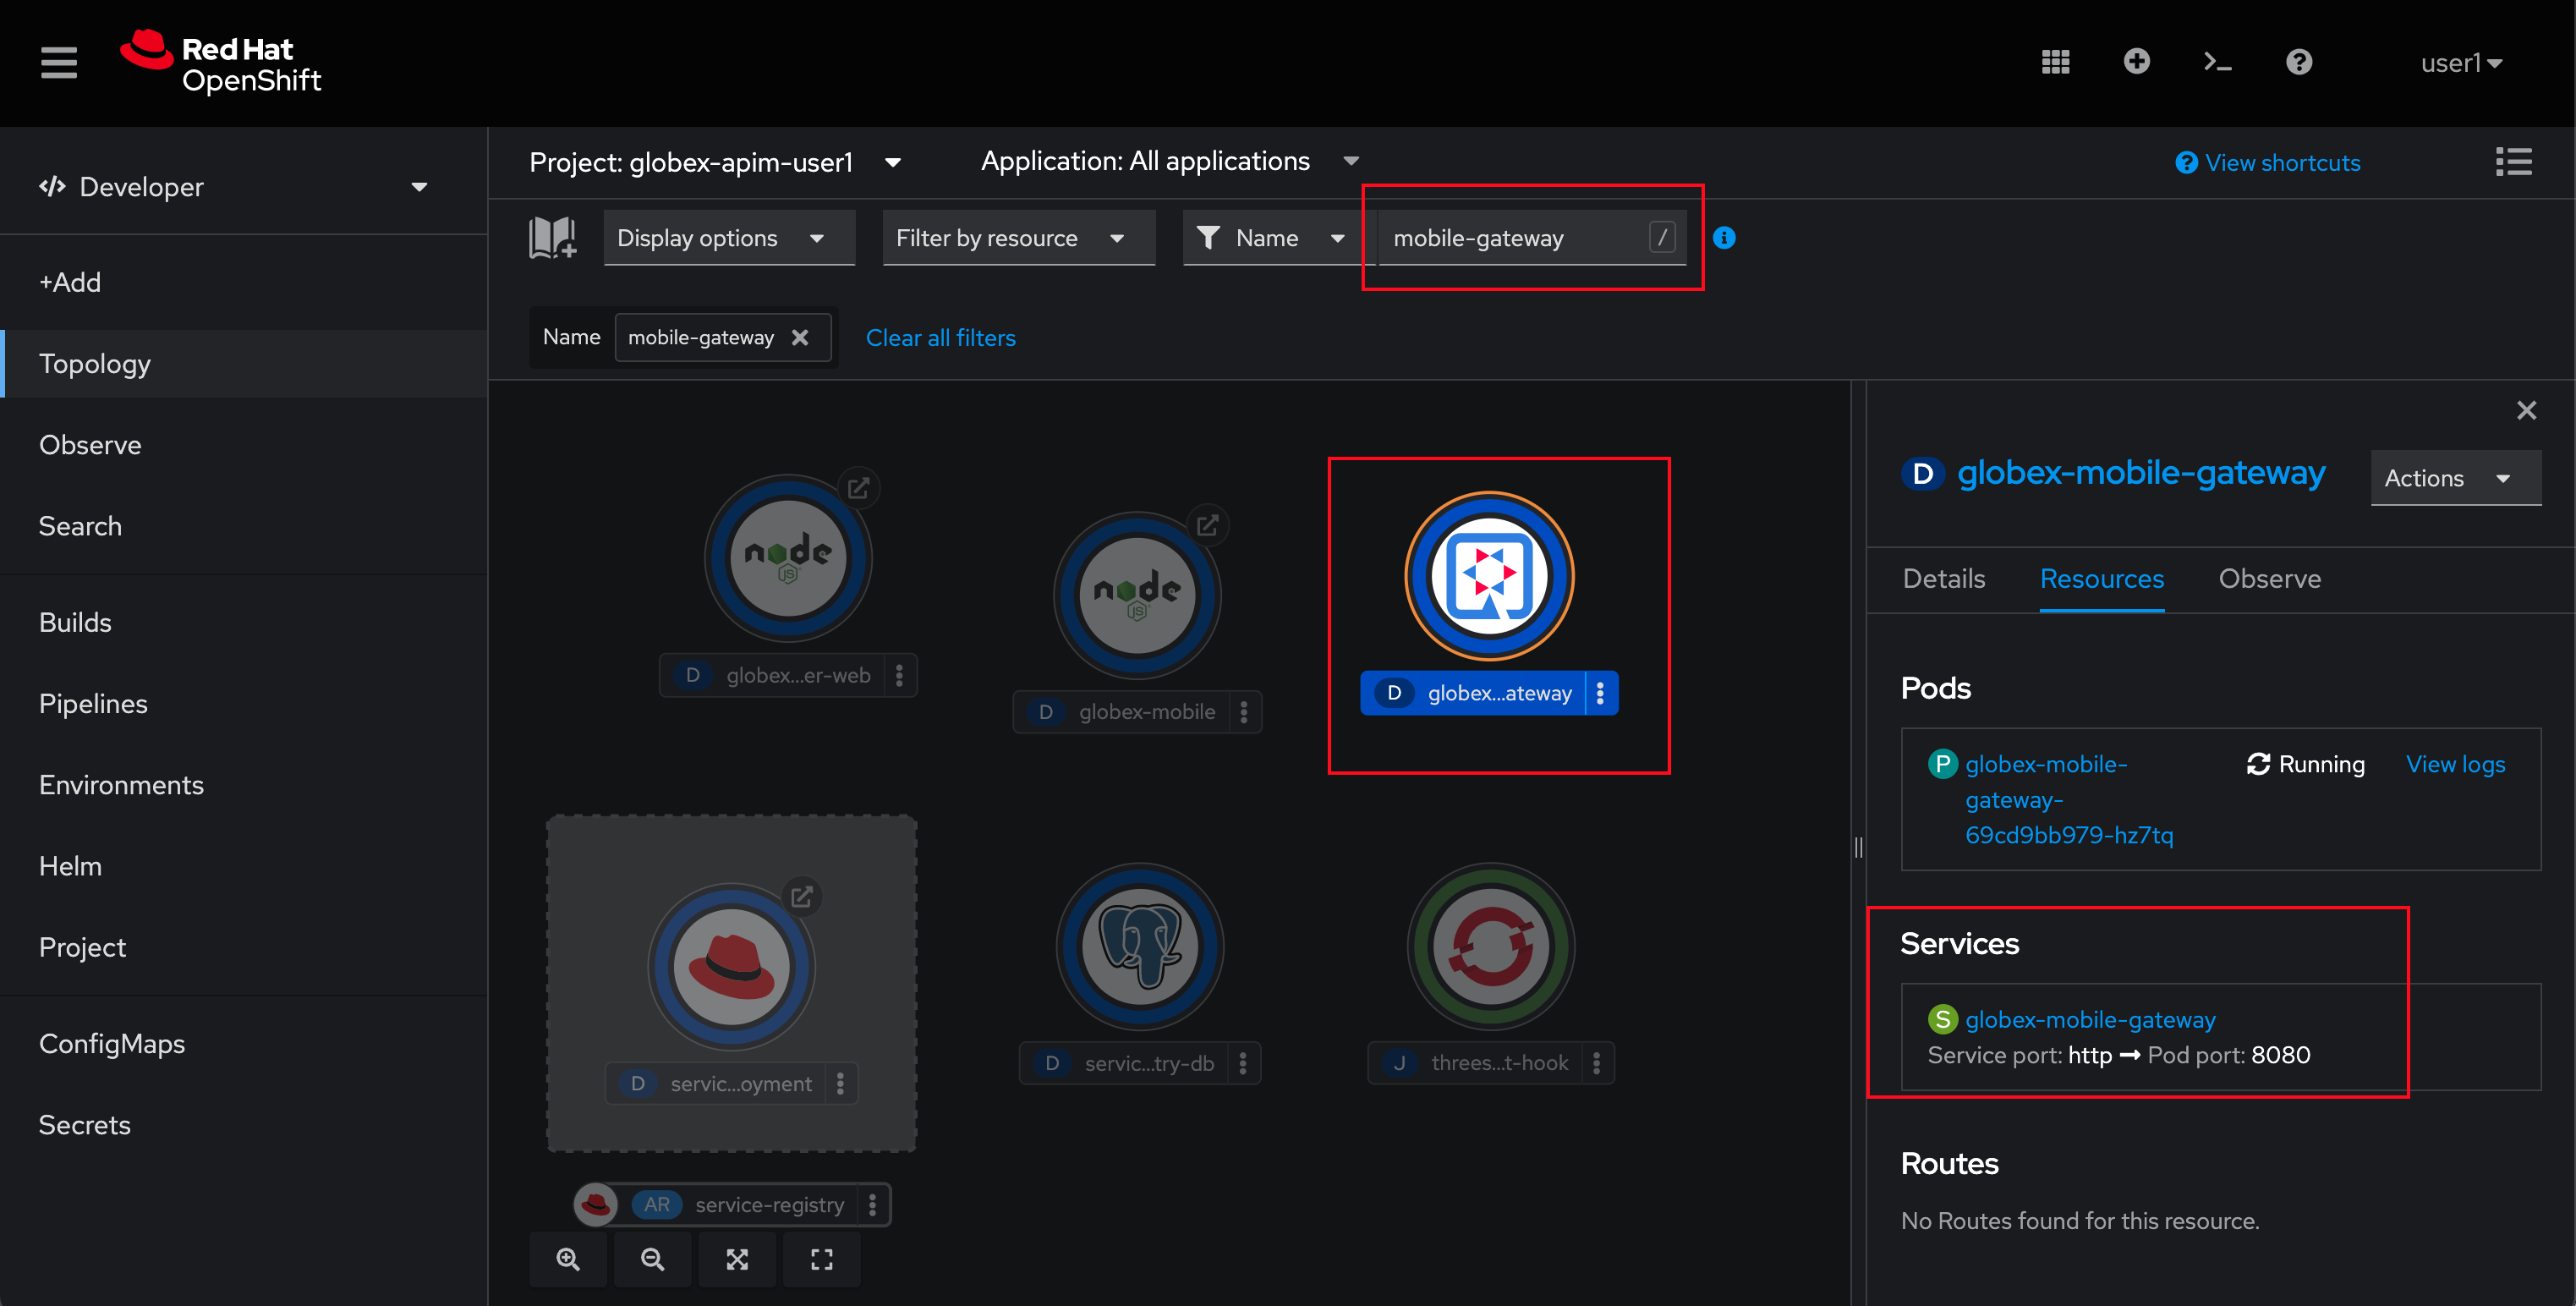 Red Hat
OpenShift
user1
Developer
+Add
Topology
Observe
Search
Builds
Pipelines
Environments
Helm
Project
ConfigMaps
Secrets
Project: globex-apim-user1
Application: All applications
View shortcuts
Display options
Filter by resource
Name
mobile-gateway
/
Name
mobile-gateway
Clear all filters
node
JS
D globex...er-web
node
JS
D globex-mobile
D globex...ateway
D servic...oyment
D servic...try-db
J threes...t-hook
AR service-registry
D globex-mobile-gateway
Actions
Details
Resources
Observe
Pods
P globex-mobile-
gateway-
69cd9bb979-hz7tq
Running
View logs
Services
S globex-mobile-gateway
Service port: http → Pod port: 8080
Routes
No Routes found for this resource.